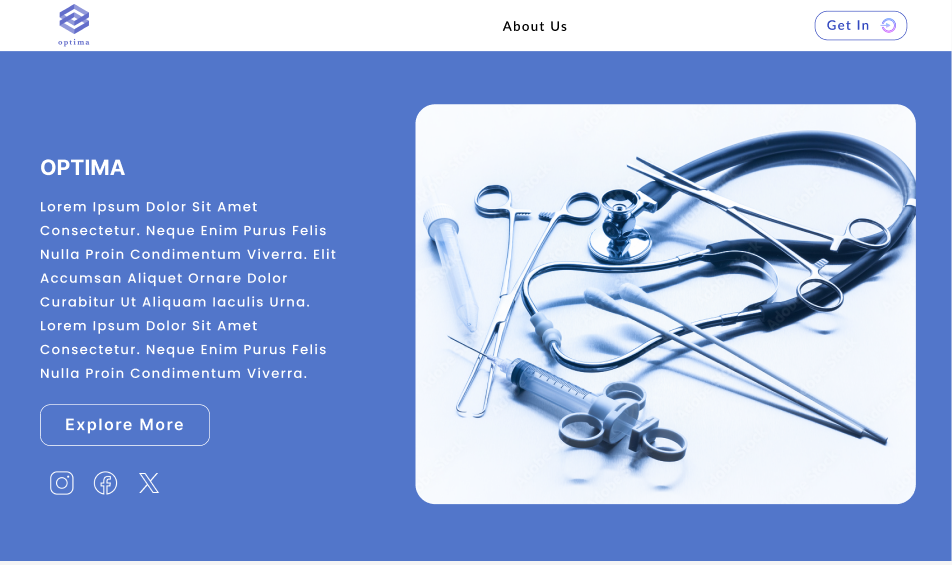 optima
About Us
Get In
OPTIMA
Lorem Ipsum Dolor Sit Amet
Consectetur. Neque Enim Purus Felis
Nulla Proin Condimentum Viverra. Elit
Accumsan Aliquet Ornare Dolor
Curabitur Ut Aliquam Iaculis Urna.
Lorem Ipsum Dolor Sit Amet
Consectetur. Neque Enim Purus Felis
Nulla Proin Condimentum Viverra.
Explore More